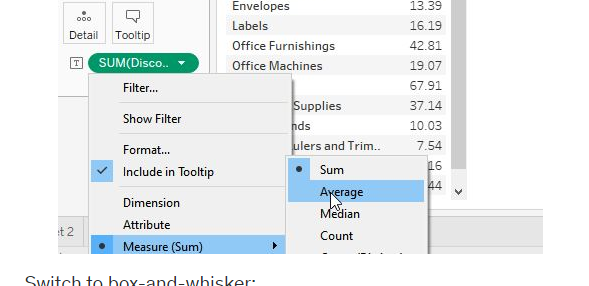 Envelopes 13.39
Labels 16.19
Office Furnishings 42.81
Office Machines 19.07
67.91
Supplies 37.14
nds 10.03
ulers and Trim.. 7.54
16
44
Detail Tooltip
T SUM(Disco..
Filter...
Show Filter
Format...
Include in Tooltip
Dimension
Attribute
Measure (Sum)
Sum
Average
Median
Count
et 2
Switch to box-and-whisker: